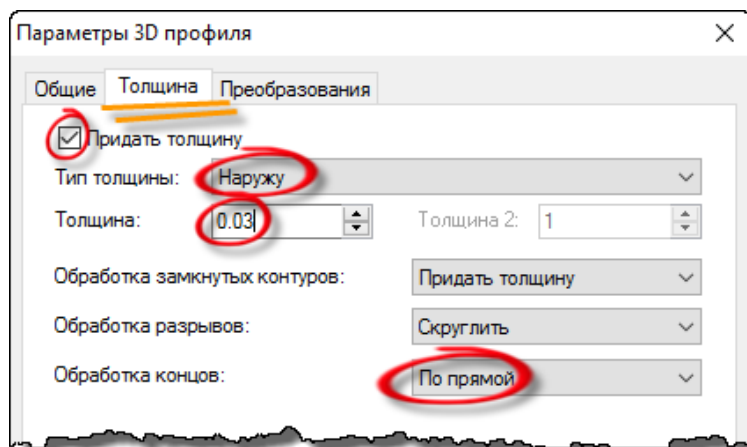 Параметры 3D профиля
Общие Толщина Преобразования
Придать толщину
Тип толщины: Наружу
Толщина: 0.03 Толщина 2: 1
Обработка замкнутых контуров: Придать толщину
Обработка разрывов: Скруглить
Обработка концов: По прямой